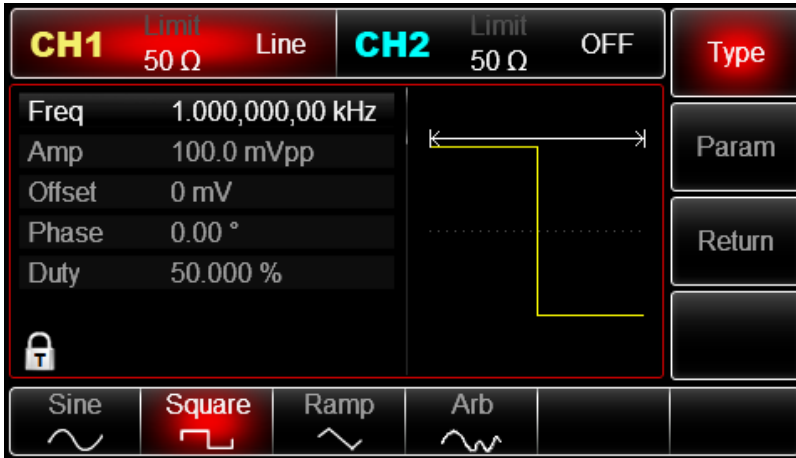 CH1 Limit 50 Ω Line CH2 Limit 50 Ω OFF
Type
Freq 1.000,000,00 kHz
Amp 100.0 mVpp
Offset 0 mV
Phase 0.00 °
Duty 50.000 %
T
Param
Return
Sine Square Ramp Arb